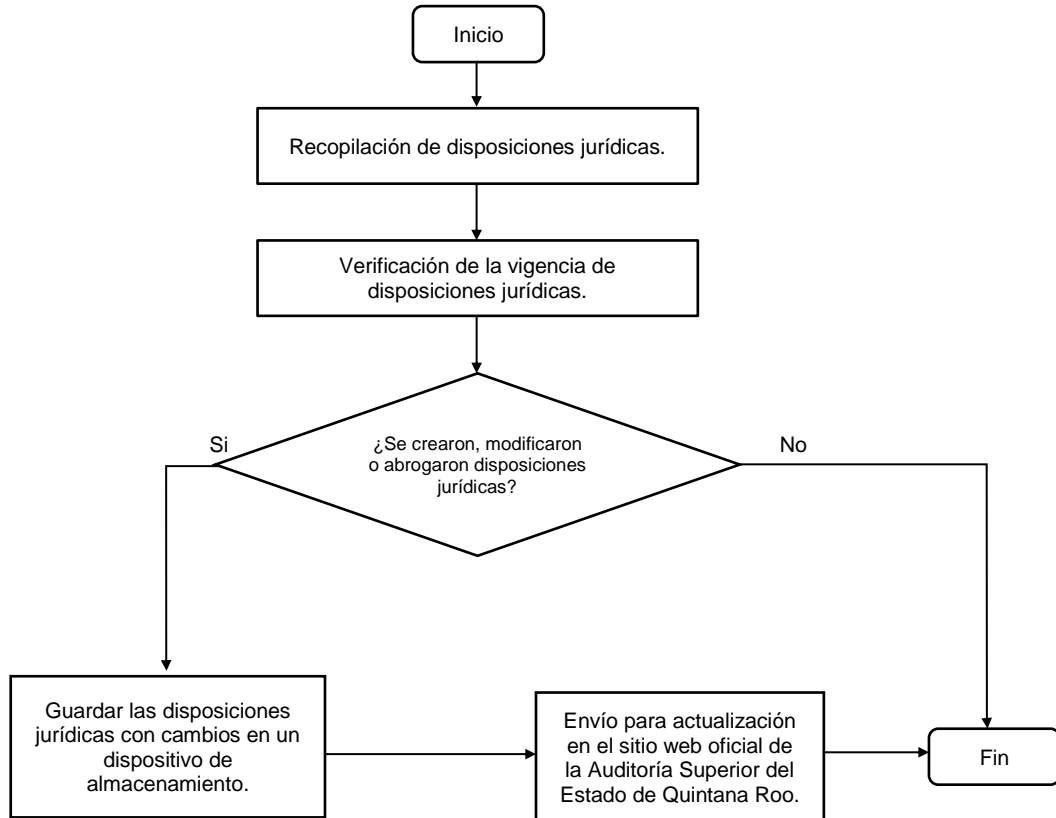 Inicio
Recopilación de disposiciones jurídicas.
Verificación de la vigencia de
disposiciones jurídicas.
Si
¿Se crearon, modificaron
o abrogaron disposiciones
jurídicas?
No
Guardar las disposiciones
jurídicas con cambios en un
dispositivo de
almacenamiento.
Envío para actualización
en el sitio web oficial de
la Auditoría Superior del
Estado de Quintana Roo.
Fin